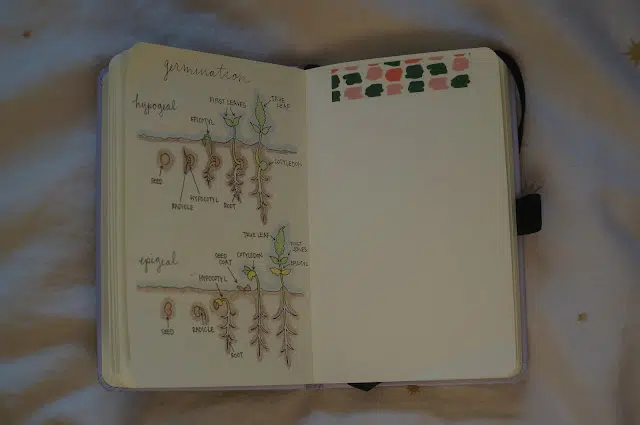 germination
hypogeal
FIRST LEAVES
TRUE
LEAF
EPICOTYL
COTYLEDON
SEED
HYPOCOTYL
RADICLE
ROOT
epigeal
TRUE LEAF
FIRST
LEAVES
SEED
COAT
COTYLEDON
EPICOTYL
HYPOCOTYL
SEED
RADICLE
ROOT